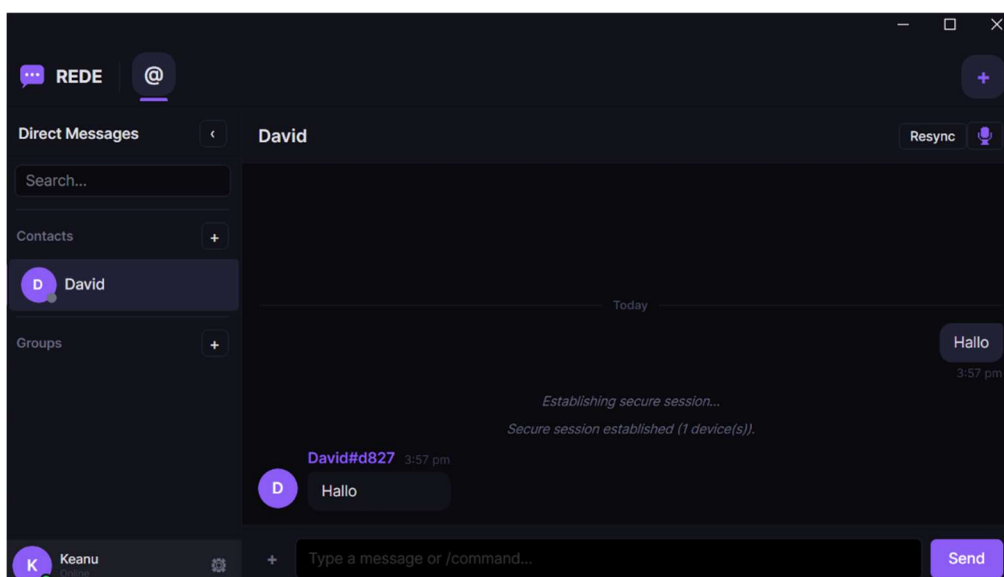 REDE
@
+
Direct Messages
‹
David
Resync
Search...
Contacts
+
D
David
Groups
+
Today
Hallo
3:57 pm
Establishing secure session...
Secure session established (1 device(s)).
David#d827 3:57 pm
D
Hallo
K
Keanu
Online
+
Type a message or /command...
Send